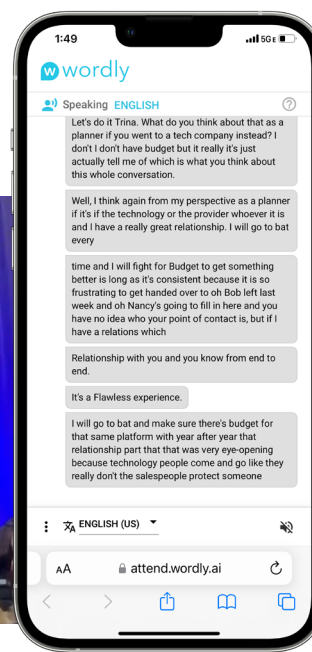 1:49
5G E
wordly
Speaking ENGLISH
Let's do it Trina. What do you think about that as a
planner if you went to a tech company instead? I
don't I don't have budget but it really it's just
actually tell me of which is what you think about
this whole conversation.
Well, I think again from my perspective as a planner
if it's if the technology or the provider whoever it is
and I have a really great relationship. I will go to bat
every
time and I will fight for Budget to get something
better is long as it's consistent because it is so
frustrating to get handed over to oh Bob left last
week and oh Nancy's going to fill in here and you
have no idea who your point of contact is, but if I
have a relations which
Relationship with you and you know from end to
end.
It's a Flawless experience.
I will go to bat and make sure there's budget for
that same platform with year after year that
relationship part that that was very eye-opening
because technology people come and go like they
really don't the salespeople protect someone
ENGLISH (US)
AA attend.wordly.ai